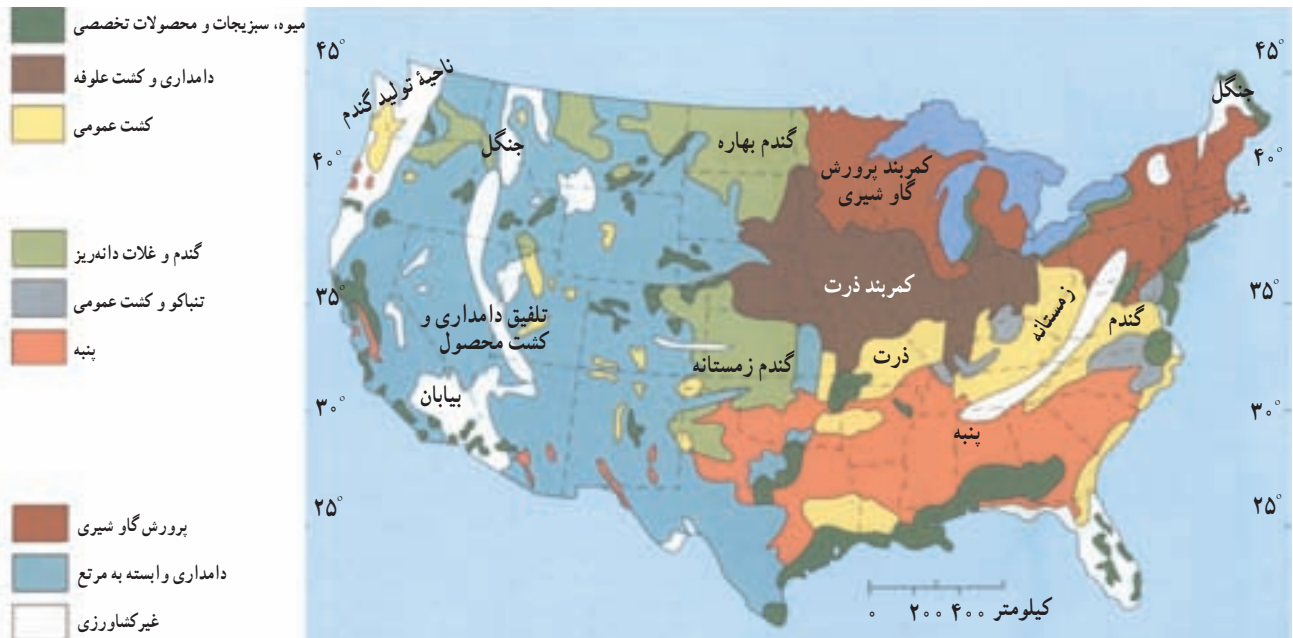 میوه، سبزیجات و محصولات تخصصی
دامداری و کشت علوفه
کشت عمومی
گندم و غلات دانه‌ریز
تنباکو و کشت عمومی
پنبه
پرورش گاو شیری
دامداری وابسته به مرتع
غیرکشاورزی
۴۵°
۴۰°
۳۵°
۳۰°
۲۵°
۴۵°
۴۰°
۳۵°
۳۰°
۲۵°
ناحیهٔ تولید گندم
جنگل
گندم بهاره
کمربند پرورش
گاو شیری
جنگل
کمربند ذرت
تلفیق دامداری و
کشت محصول
گندم زمستانه
ذرت
زمستانه
گندم
بیابان
پنبه
۰ ۲۰۰ ۴۰۰ کیلومتر